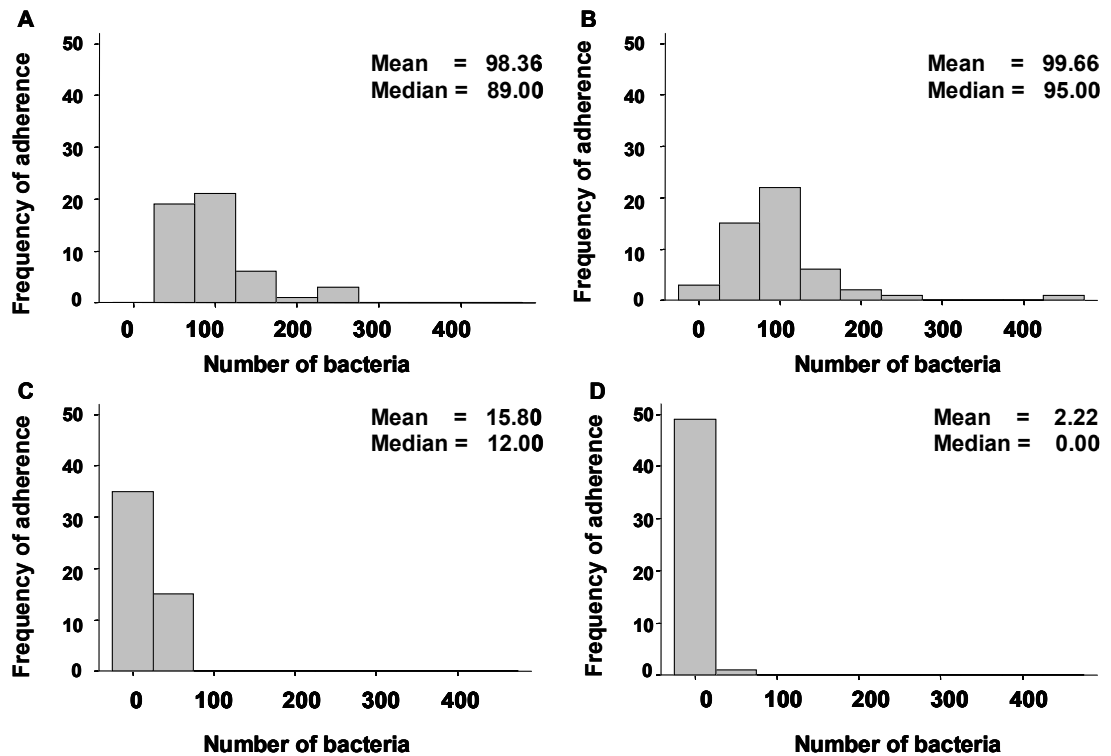 A
Mean = 98.36
Median = 89.00
Frequency of adherence
50
40
30
20
10
0
0 100 200 300 400
Number of bacteria
B
Mean = 99.66
Median = 95.00
Frequency of adherence
50
40
30
20
10
0
0 100 200 300 400
Number of bacteria
C
Mean = 15.80
Median = 12.00
Frequency of adherence
50
40
30
20
10
0
0 100 200 300 400
Number of bacteria
D
Mean = 2.22
Median = 0.00
Frequency of adherence
50
40
30
20
10
0
0 100 200 300 400
Number of bacteria